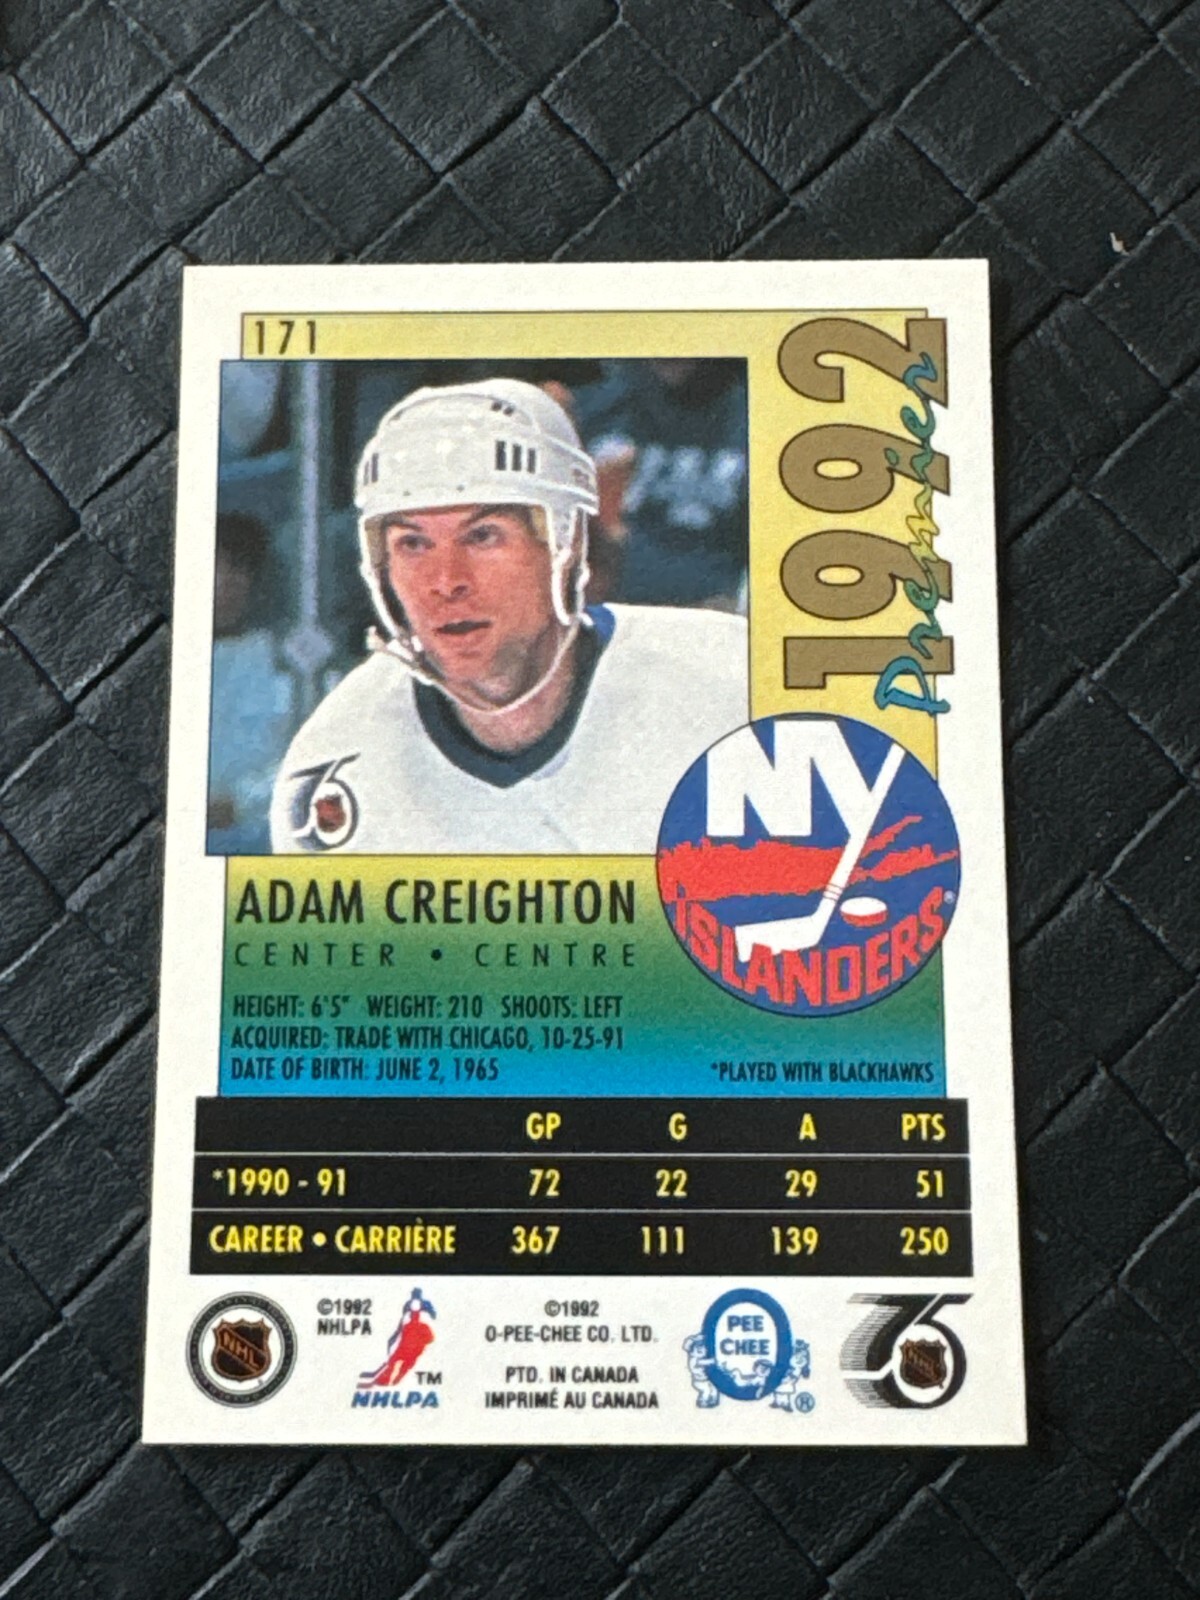 171
1992
Premier
75
NY
ISLANDERS®
ADAM CREIGHTON
CENTER • CENTRE
HEIGHT: 6'5" WEIGHT: 210 SHOOTS: LEFT
ACQUIRED: TRADE WITH CHICAGO, 10-25-91
DATE OF BIRTH: JUNE 2, 1965 *PLAYED WITH BLACKHAWKS
GP G A PTS
*1990 - 91 72 22 29 51
CAREER • CARRIÈRE 367 111 139 250
NHL
©1992
NHLPA
TM
NHLPA
©1992
O-PEE-CHEE CO. LTD.
PTD. IN CANADA
IMPRIMÉ AU CANADA
O
PEE
CHEE
®
75
NHL